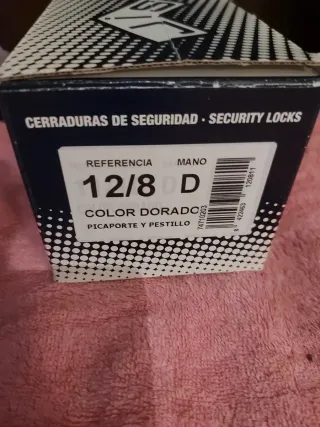 CERRADURAS DE SEGURIDAD · SECURITY LOCKS
REFERENCIA MANO
12/8 D
COLOR DORADO
PICAPORTE Y PESTILLO